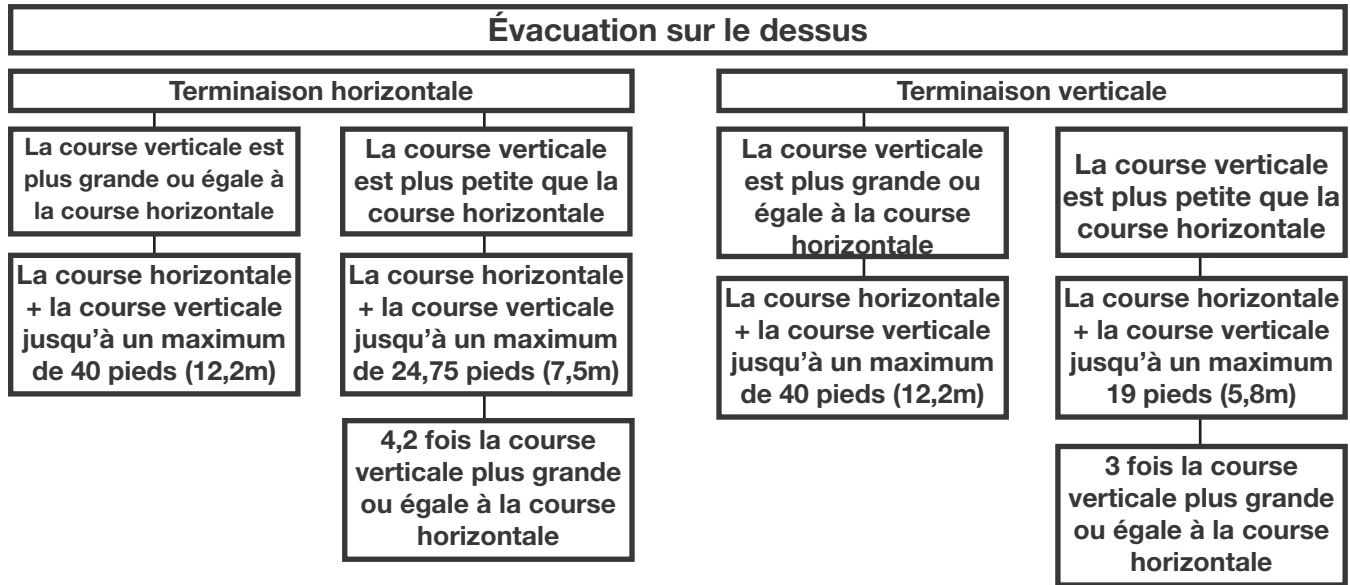 Évacuation sur le dessus
Terminaison horizontale
La course verticale est
plus grande ou égale à
la course horizontale
La course horizontale
+ la course verticale
jusqu'à un maximum
de 40 pieds (12,2m)
La course verticale
est plus petite que la
course horizontale
La course horizontale
+ la course verticale
jusqu'à un maximum
de 24,75 pieds (7,5m)
4,2 fois la course
verticale plus grande
ou égale à la course
horizontale
Terminaison verticale
La course verticale
est plus grande ou
égale à la course
horizontale
La course horizontale
+ la course verticale
jusqu'à un maximum
de 40 pieds (12,2m)
La course verticale
est plus petite que la
course horizontale
La course horizontale
+ la course verticale
jusqu'à un maximum
19 pieds (5,8m)
3 fois la course
verticale plus grande
ou égale à la course
horizontale